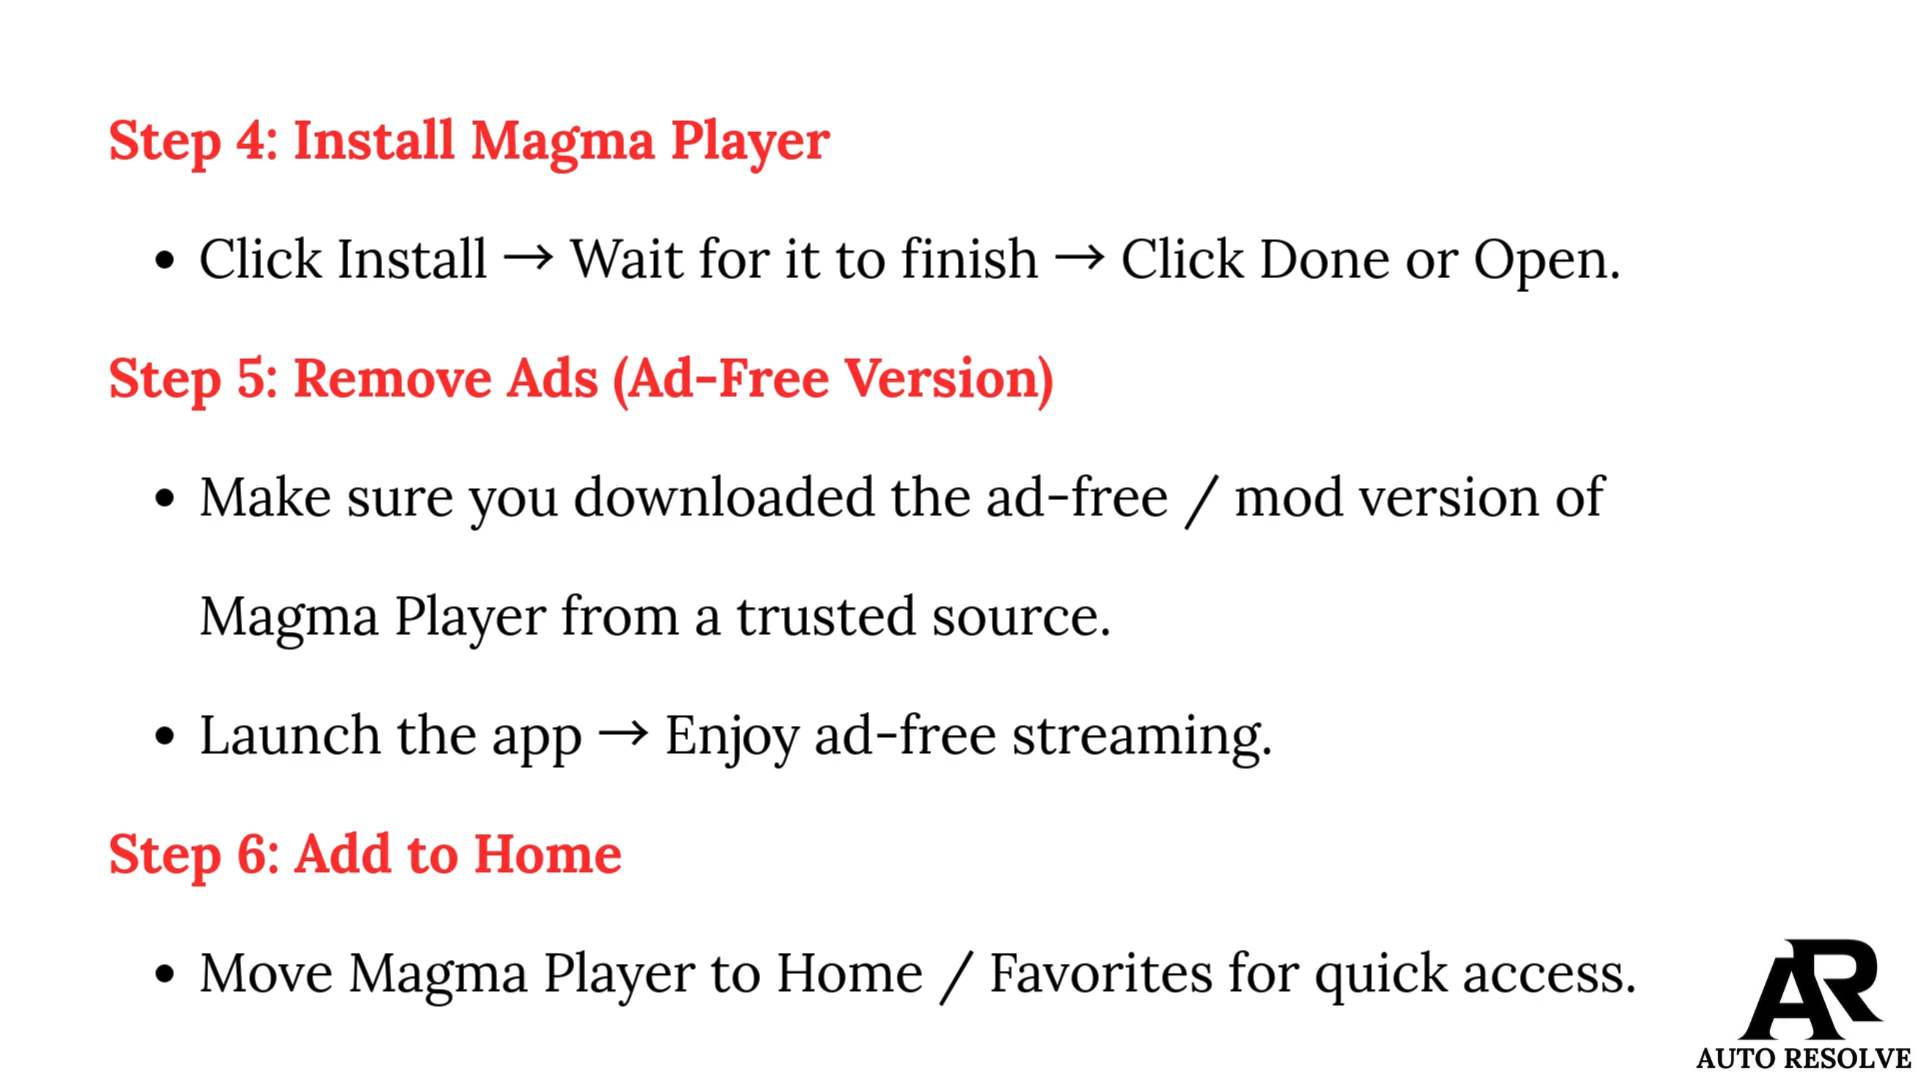 Step 4: Install Magma Player
• Click Install → Wait for it to finish → Click Done or Open.
Step 5: Remove Ads (Ad-Free Version)
• Make sure you downloaded the ad-free / mod version of
Magma Player from a trusted source.
• Launch the app → Enjoy ad-free streaming.
Step 6: Add to Home
• Move Magma Player to Home / Favorites for quick access.
AR
AUTO RESOLVE